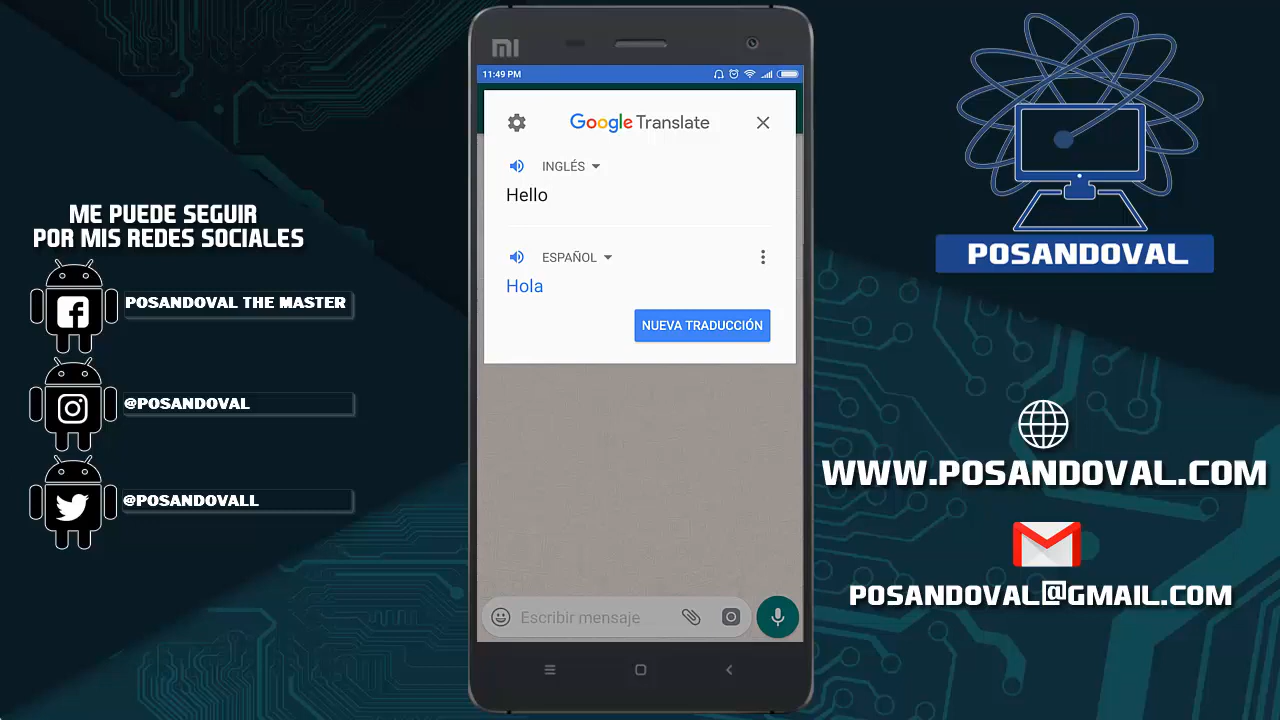 ME PUEDE SEGUIR
POR MIS REDES SOCIALES
POSANDOVAL THE MASTER
@POSANDOVAL
@POSANDOVALL
11:49 PM
Google Translate
INGLÉS
Hello
ESPAÑOL
Hola
NUEVA TRADUCCIÓN
Escribir mensaje
POSANDOVAL
WWW.POSANDOVAL.COM
POSANDOVAL@GMAIL.COM